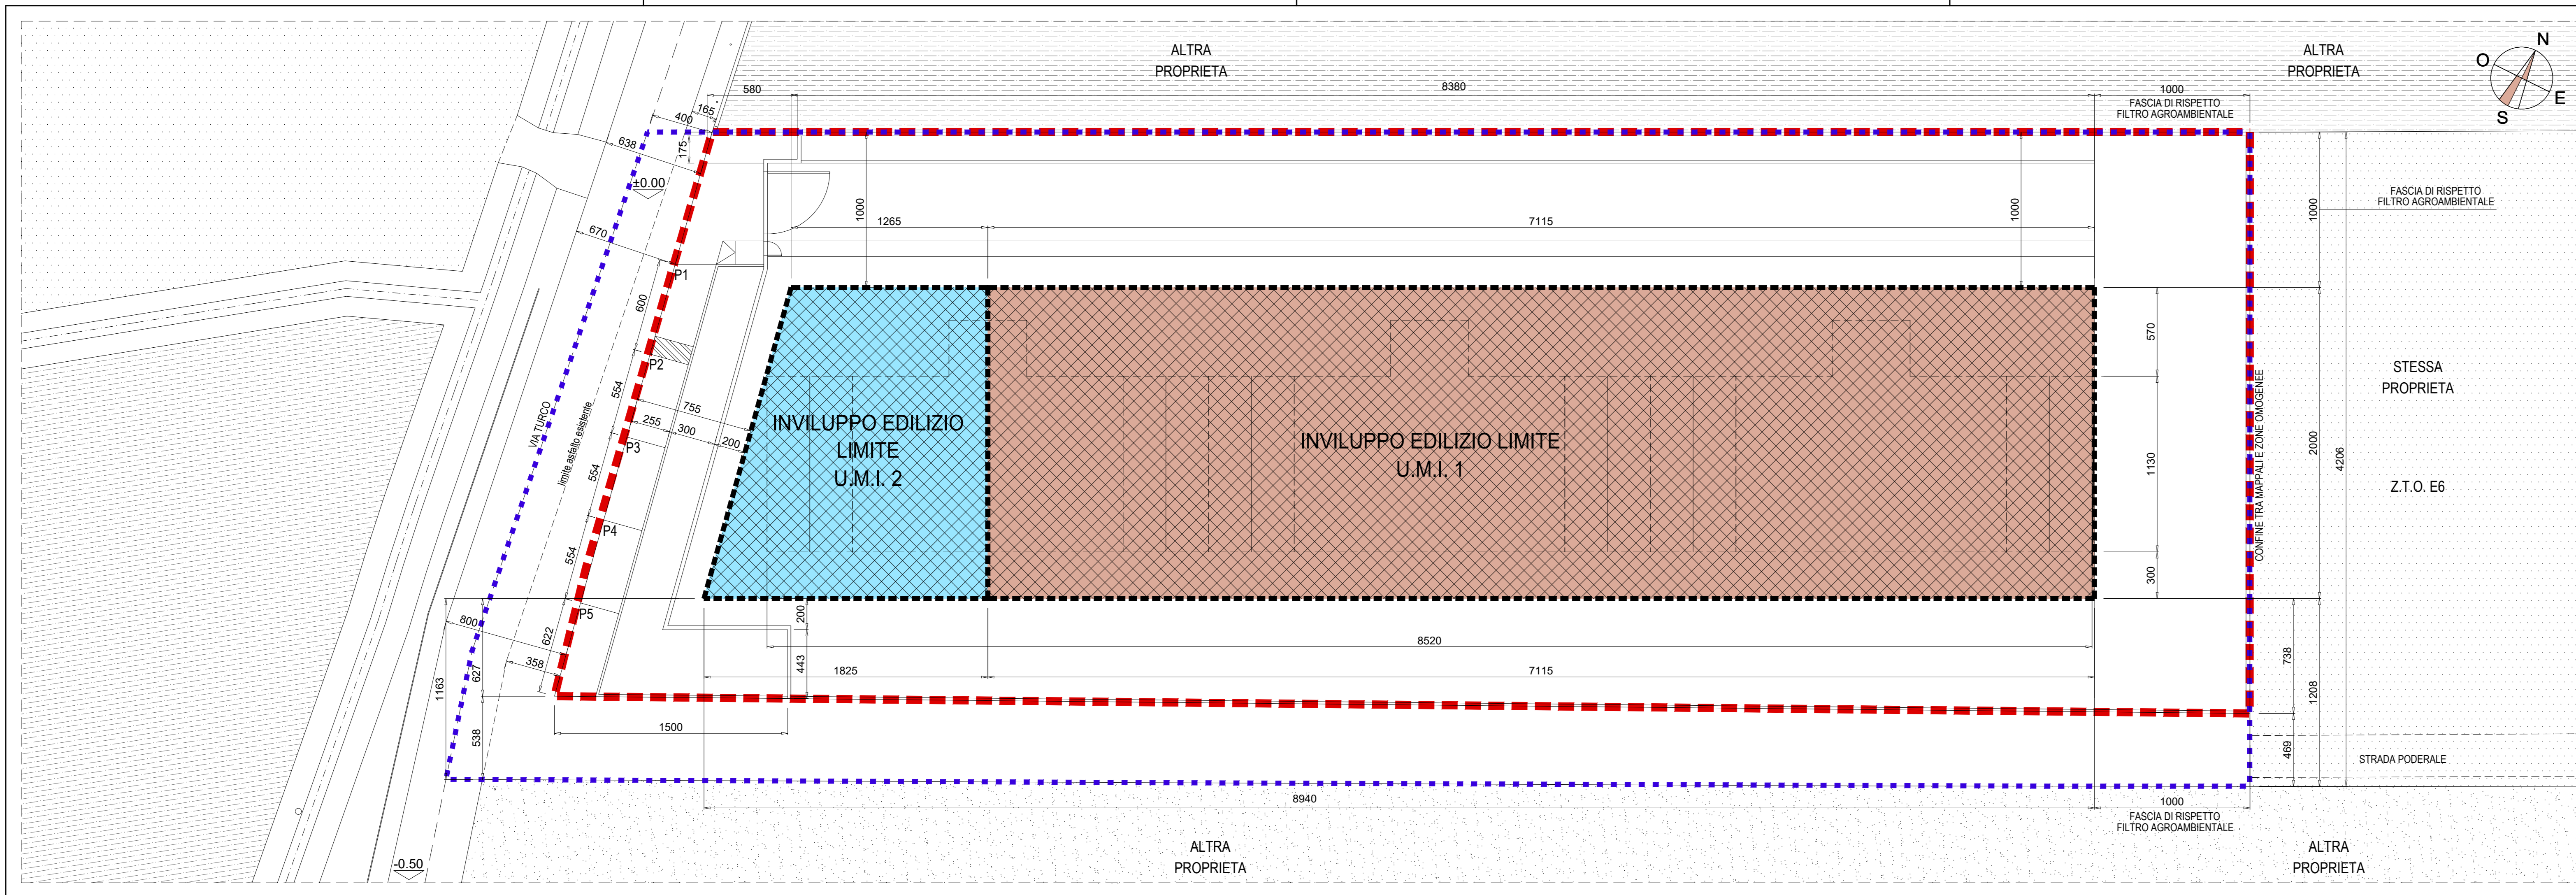 ALTRA
PROPRIETA
ALTRA
PROPRIETA
N
O
E
S
580
8380
1000
FASCIA DI RISPETTO
FILTRO AGROAMBIENTALE
165
400
638
175
±0.00
670
1000
1265
7115
1000
1000
FASCIA DI RISPETTO
FILTRO AGROAMBIENTALE
P1
600
P2
554
755
255
300
200
P3
554
P4
554
P5
622
VIA TURCO
limite asfalto esistente
INVILUPPO EDILIZIO
LIMITE
U.M.I. 2
INVILUPPO EDILIZIO LIMITE
U.M.I. 1
570
1130
300
2000
4206
CONFINE TRA MAPPALI E ZONE OMOGENEE
STESSA
PROPRIETA
Z.T.O. E6
800
358
627
1163
538
200
443
8520
1825
7115
1500
738
1208
469
STRADA PODERALE
8940
1000
FASCIA DI RISPETTO
FILTRO AGROAMBIENTALE
-0.50
ALTRA
PROPRIETA
ALTRA
PROPRIETA